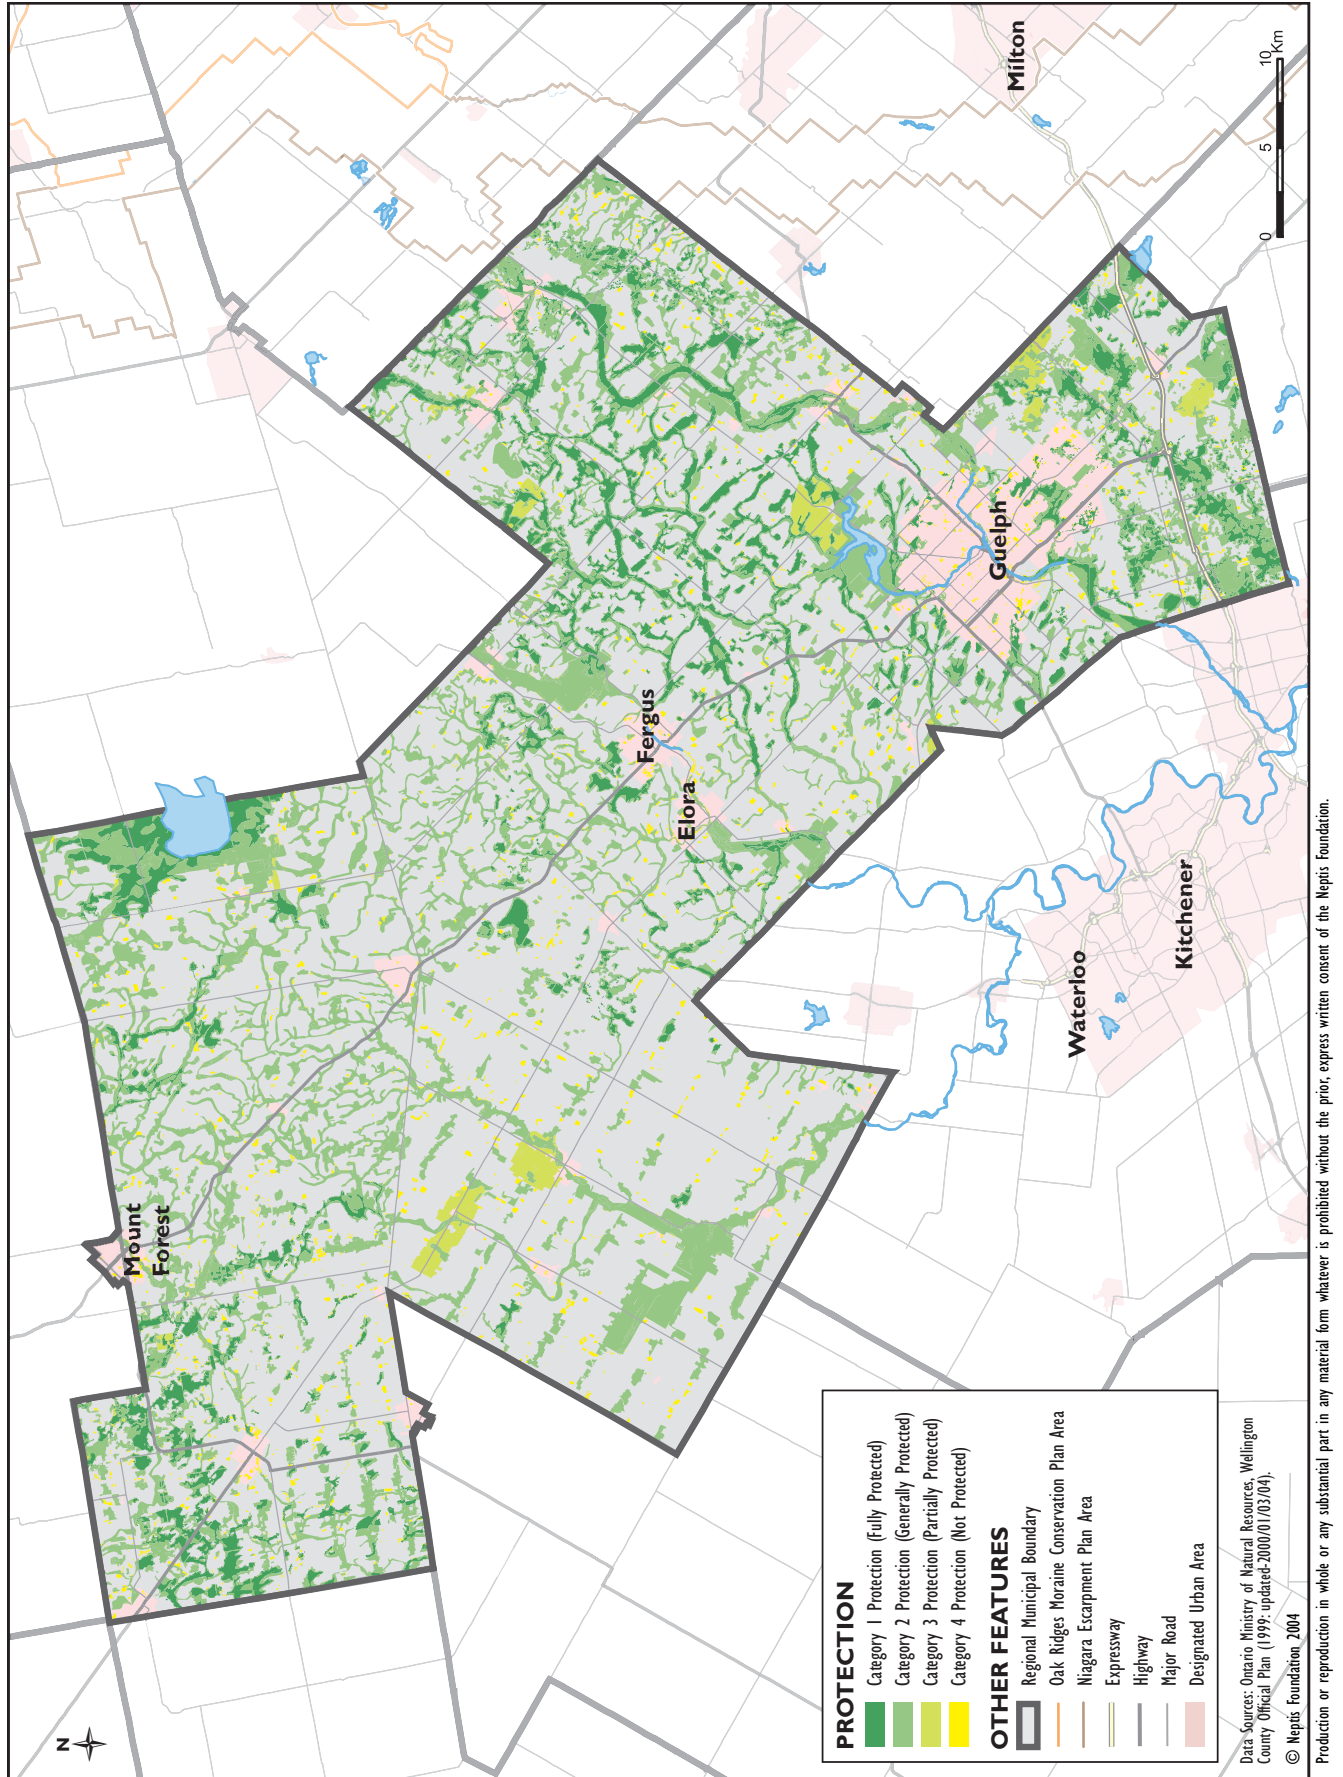 N
Mount
Forest
Fergus
Elora
Guelph
Milton
Waterloo
Kitchener
0 5 10
Km
PROTECTION
Category 1 Protection (Fully Protected)
Category 2 Protection (Generally Protected)
Category 3 Protection (Partially Protected)
Category 4 Protection (Not Protected)
OTHER FEATURES
Regional Municipal Boundary
Oak Ridges Moraine Conservation Plan Area
Niagara Escarpment Plan Area
Expressway
Highway
Major Road
Designated Urban Area
Data Sources: Ontario Ministry of Natural Resources, Wellington
County Official Plan (1999: updated-2000/01/03/04).
© Neptis Foundation 2004
Production or reproduction in whole or any substantial part in any material form whatever is prohibited without the prior, express written consent of the Neptis Foundation.